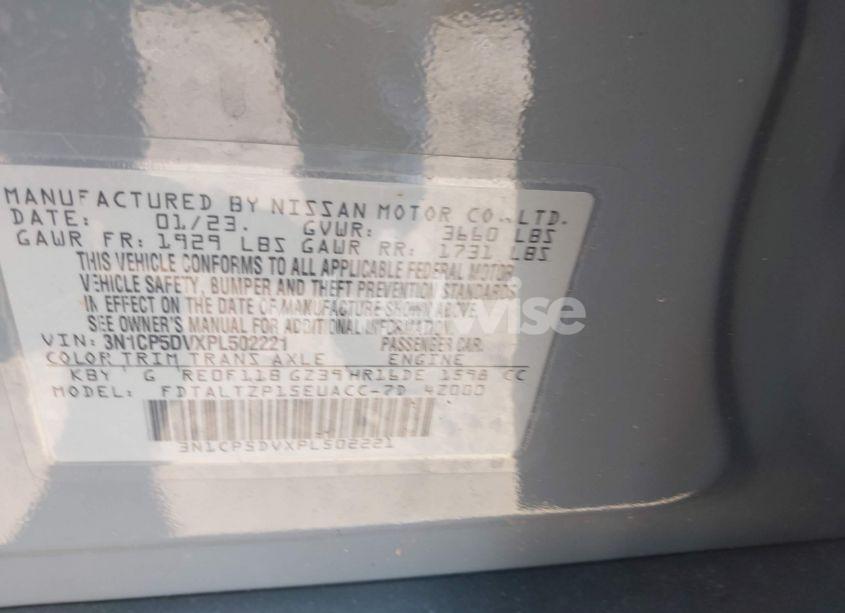 MANUFACTURED BY NISSAN MOTOR CO., LTD.
DATE: 01/23. GVWR: 3660 LBS
GAWR FR: 1929 LBS GAWR RR: 1731 LBS
THIS VEHICLE CONFORMS TO ALL APPLICABLE FEDERAL MOTOR
VEHICLE SAFETY, BUMPER AND THEFT PREVENTION STANDARDS
IN EFFECT ON THE DATE OF MANUFACTURE SHOWN ABOVE.
SEE OWNER'S MANUAL FOR ADDITIONAL INFORMATION.
VIN: 3N1CP5DVXPL502221 PASSENGER CAR.
COLOR TRIM TRANS AXLE ENGINE
KBY G RE0F11B GZ39 HR16DE 1598 CC
MODEL: FDTALTZP15EUACC-7D 4Z000
3N1CP5DVXPL502221